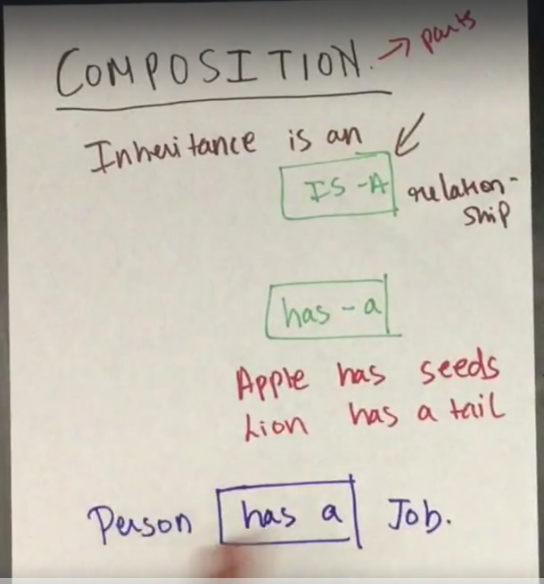 COMPOSITION. → parts
Inheritance is an
IS-A relation-
ship
has-a
Apple has seeds
Lion has a tail
Person has a Job.